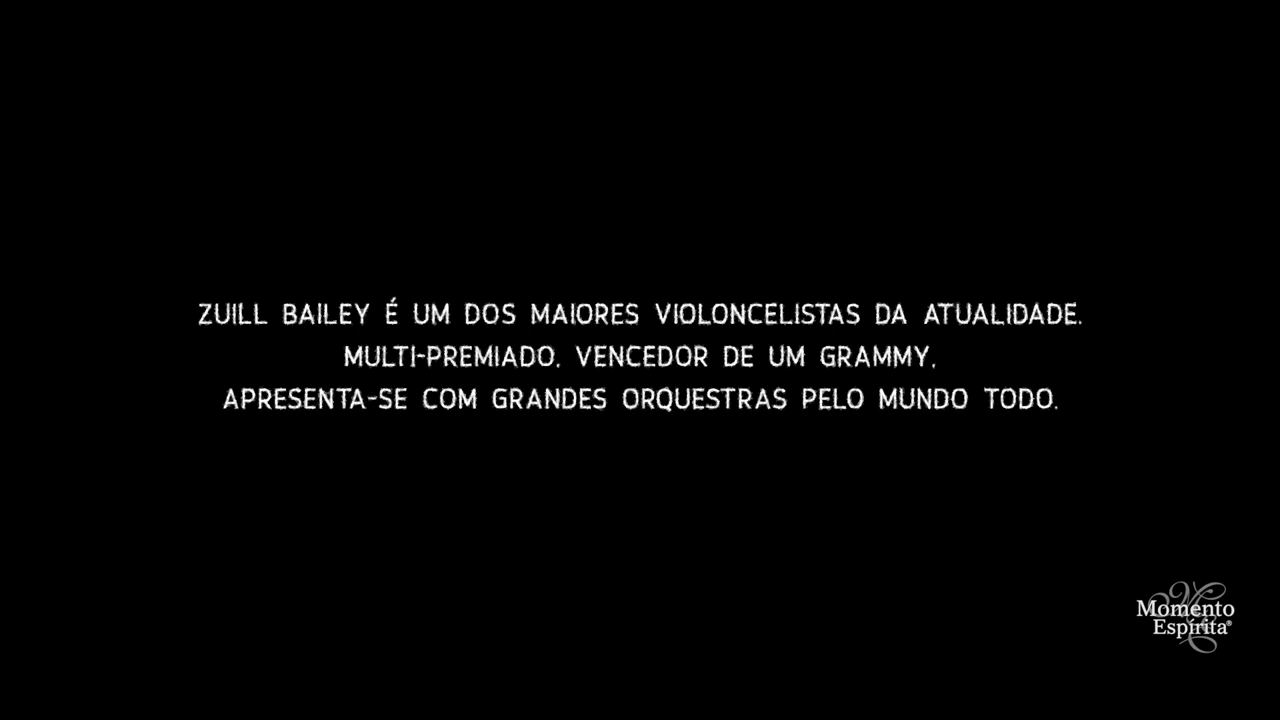 ZUILL BAILEY É UM DOS MAIORES VIOLONCELISTAS DA ATUALIDADE.
MULTI-PREMIADO, VENCEDOR DE UM GRAMMY,
APRESENTA-SE COM GRANDES ORQUESTRAS PELO MUNDO TODO.
Momento
Espírita®